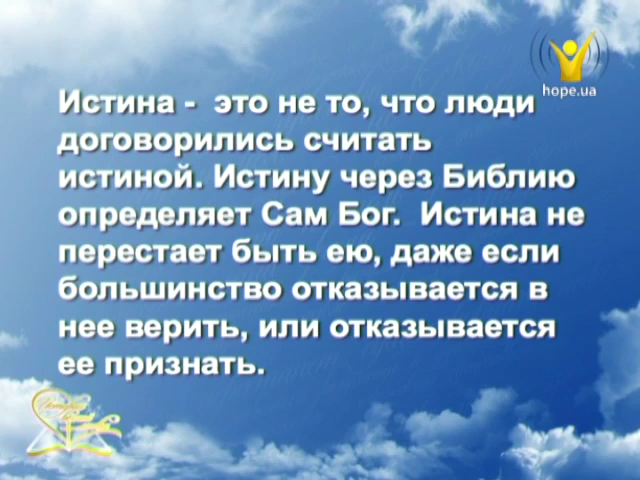 hope.ua
Истина - это не то, что люди
договорились считать
истиной. Истину через Библию
определяет Сам Бог. Истина не
перестает быть ею, даже если
большинство отказывается в
нее верить, или отказывается
ее признать.